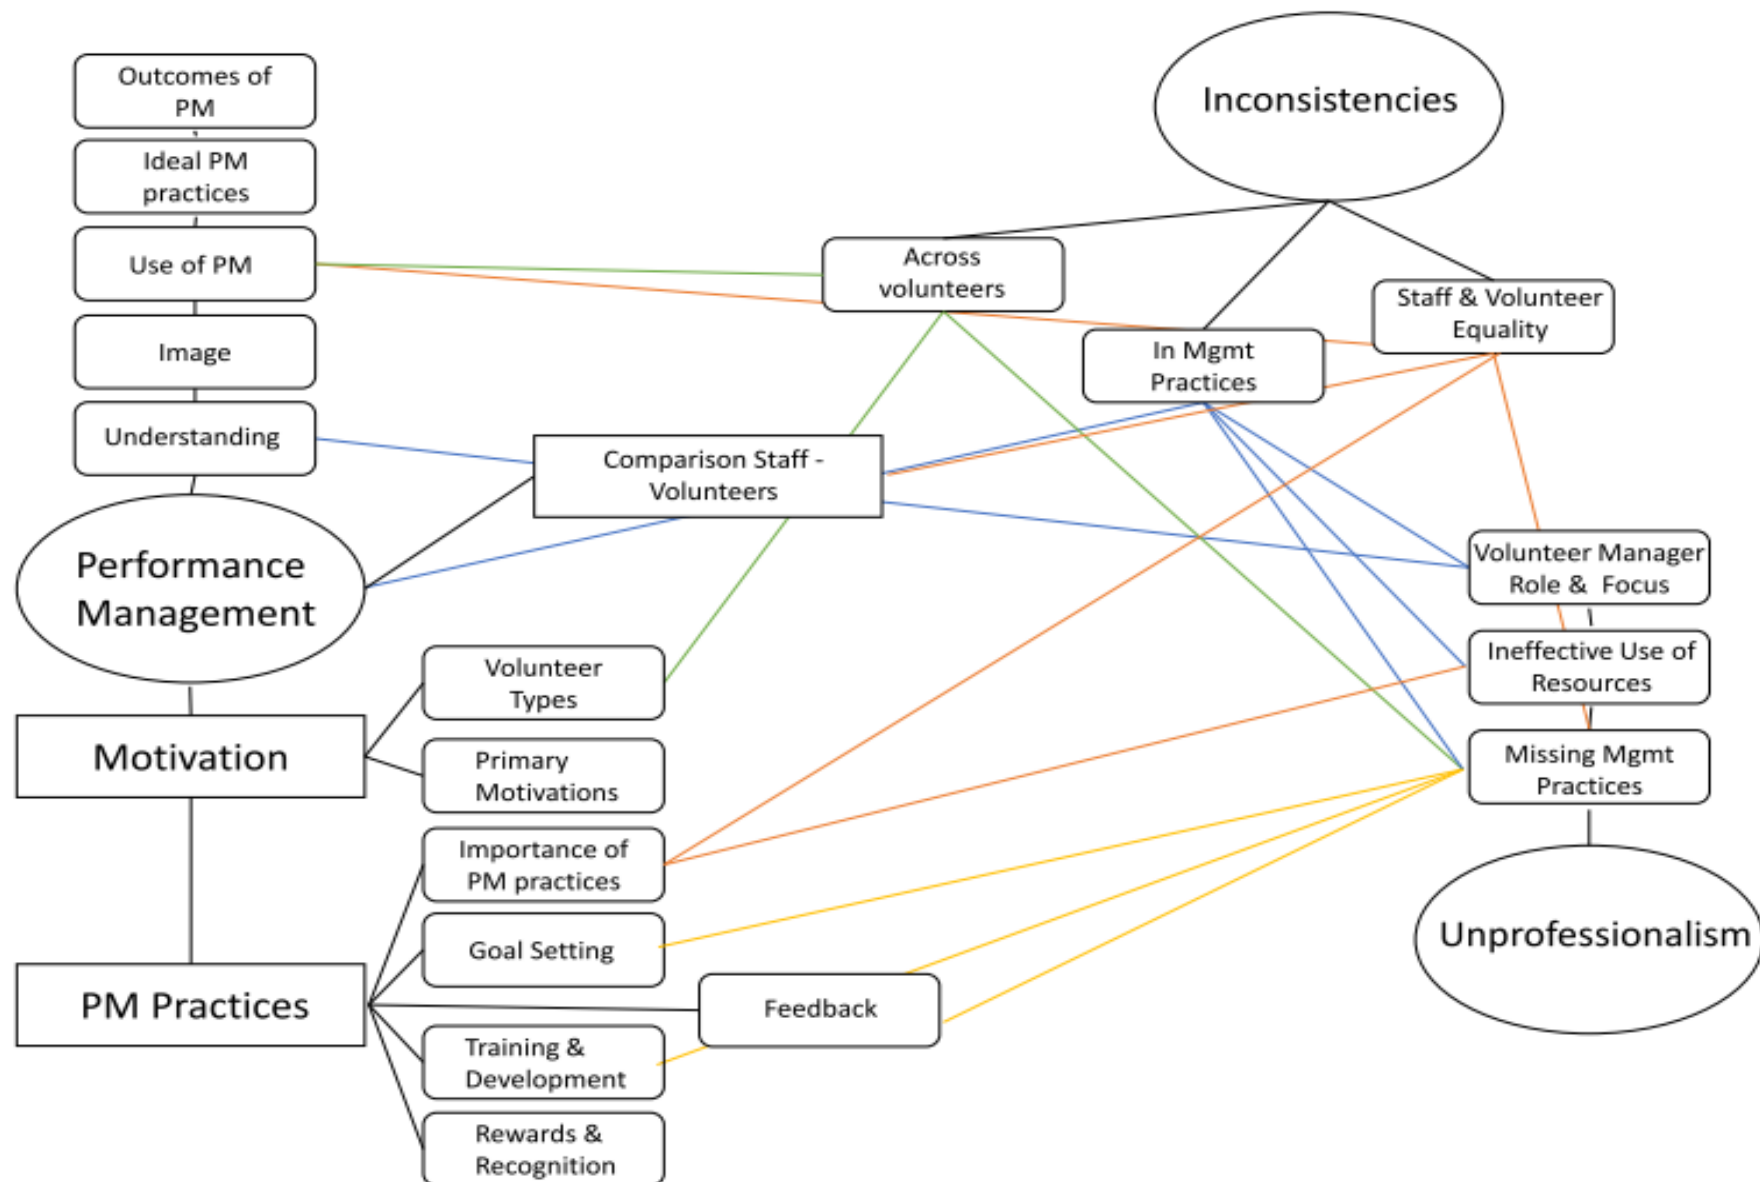 Outcomes of
PM
Ideal PM
practices
Use of PM
Image
Understanding
Performance
Management
Motivation
PM Practices
Comparison Staff -
Volunteers
Volunteer
Types
Primary
Motivations
Importance of
PM practices
Goal Setting
Feedback
Training &
Development
Rewards &
Recognition
Inconsistencies
Across
volunteers
In Mgmt
Practices
Staff & Volunteer
Equality
Volunteer Manager
Role &  Focus
Ineffective Use of
Resources
Missing Mgmt
Practices
Unprofessionalism